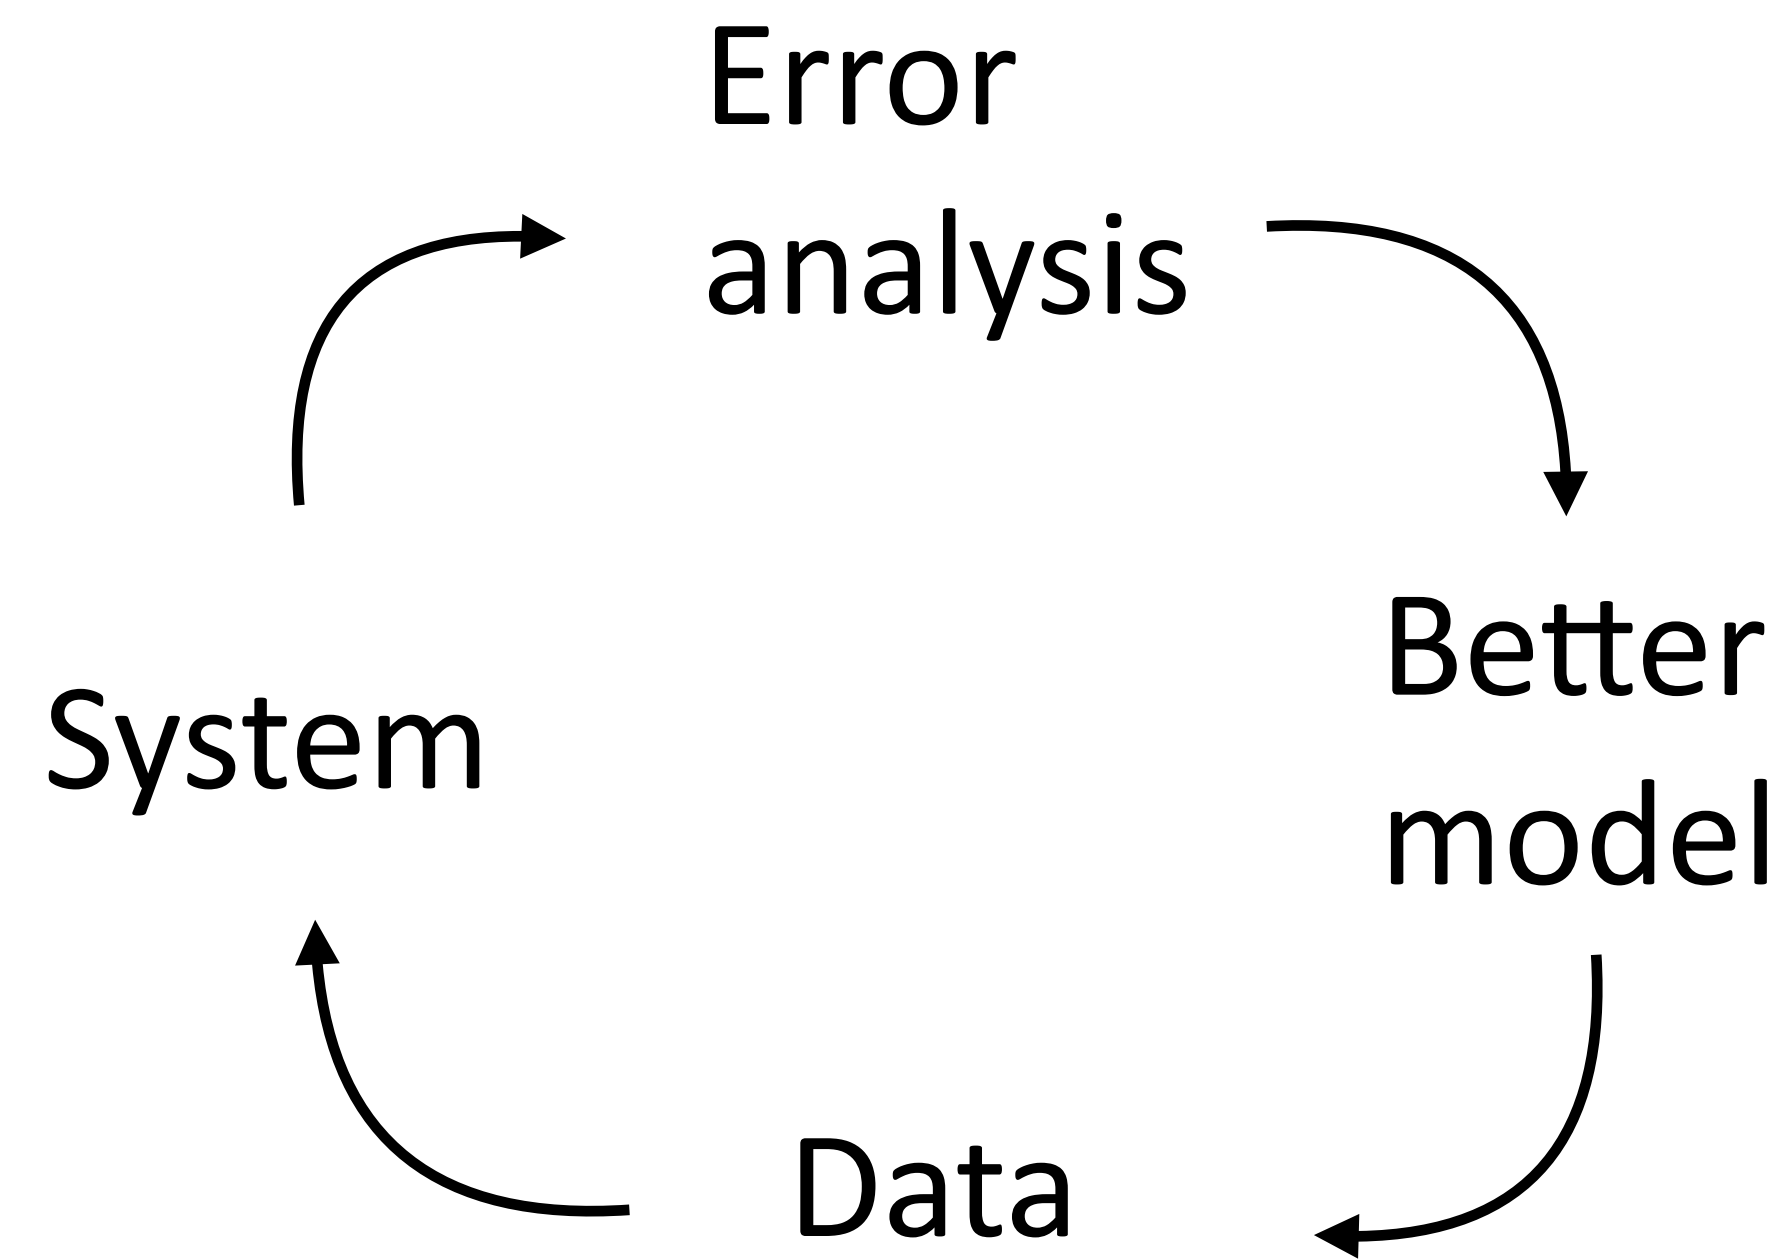 Error
analysis
Better
model
System
Data